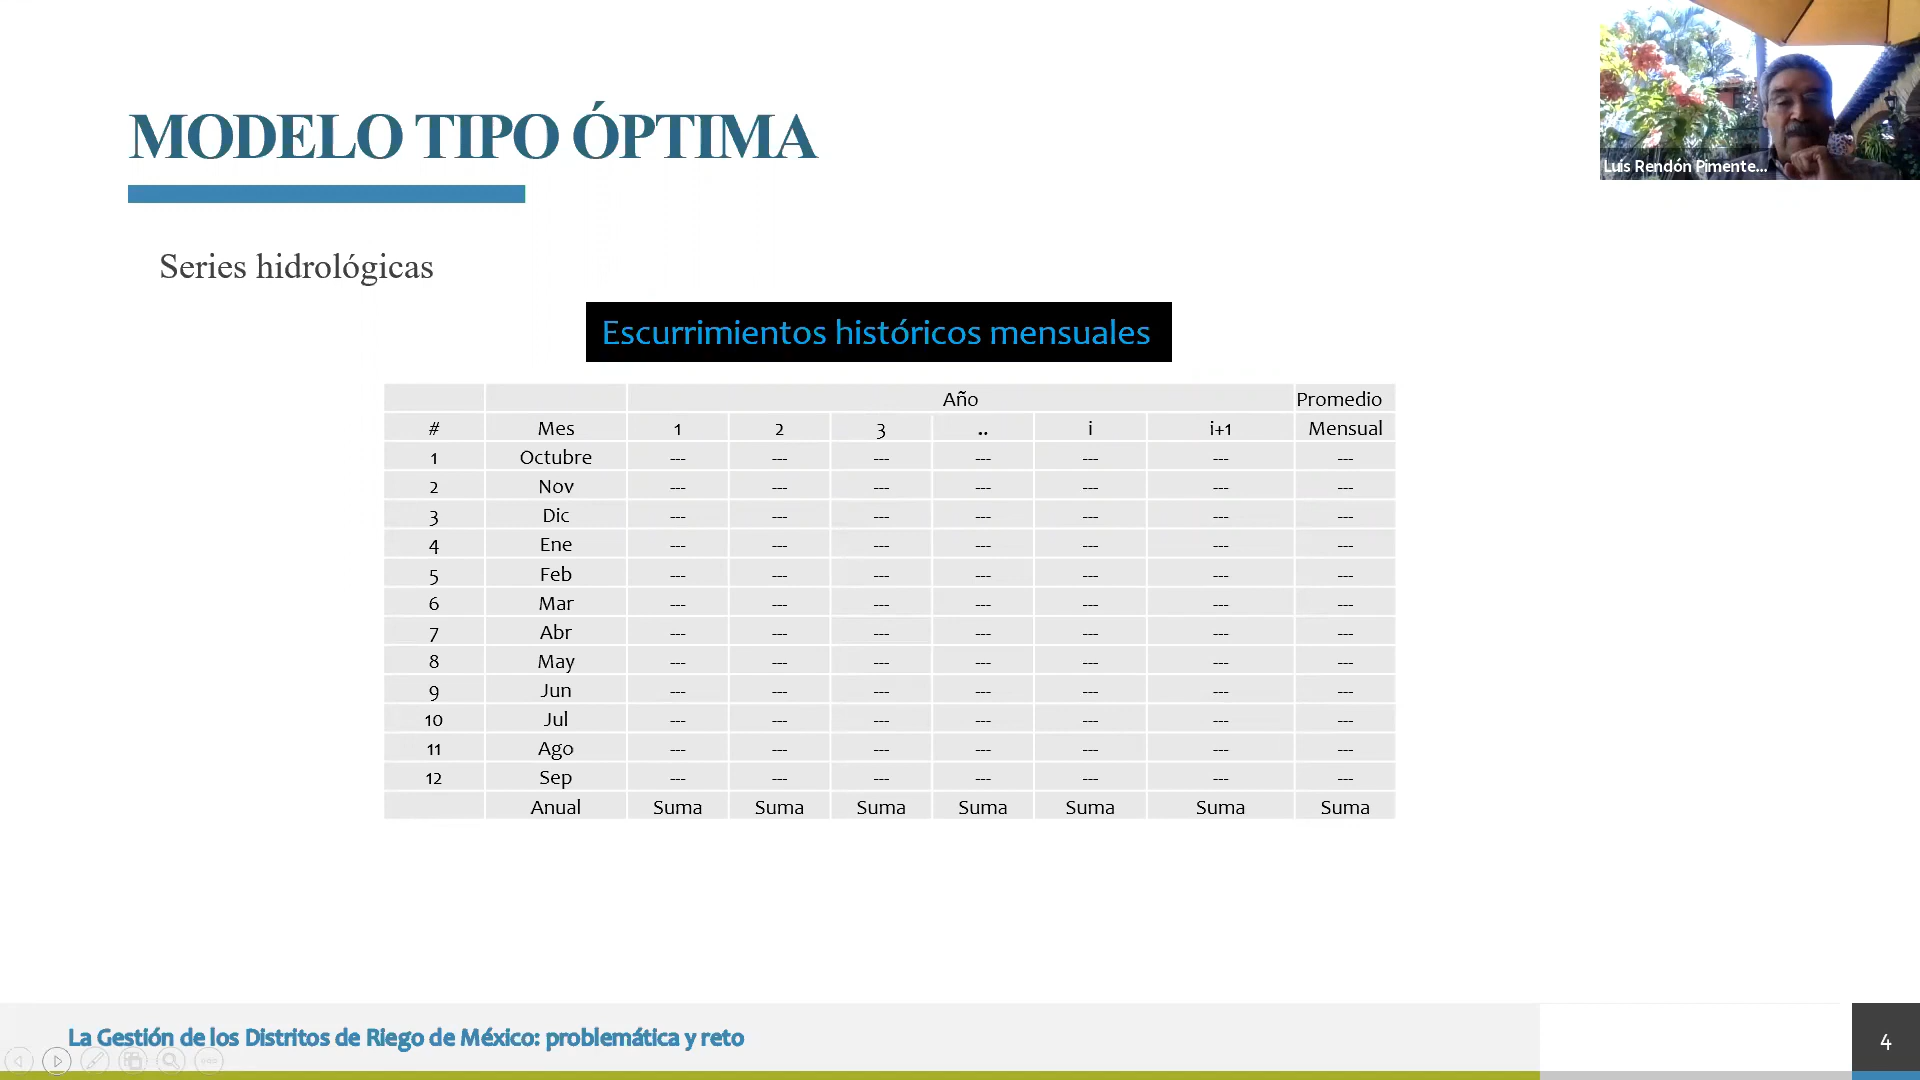 MODELO TIPO ÓPTIMA
Luis Rendón Pimente...
Series hidrológicas
Escurrimientos históricos mensuales
Año Promedio
# Mes 1 2 3 .. i i+1 Mensual
1 Octubre --- --- --- --- --- --- ---
2 Nov --- --- --- --- --- --- ---
3 Dic --- --- --- --- --- --- ---
4 Ene --- --- --- --- --- --- ---
5 Feb --- --- --- --- --- --- ---
6 Mar --- --- --- --- --- --- ---
7 Abr --- --- --- --- --- --- ---
8 May --- --- --- --- --- --- ---
9 Jun --- --- --- --- --- --- ---
10 Jul --- --- --- --- --- --- ---
11 Ago --- --- --- --- --- --- ---
12 Sep --- --- --- --- --- --- ---
Anual Suma Suma Suma Suma Suma Suma Suma
La Gestión de los Distritos de Riego de México: problemática y reto
4